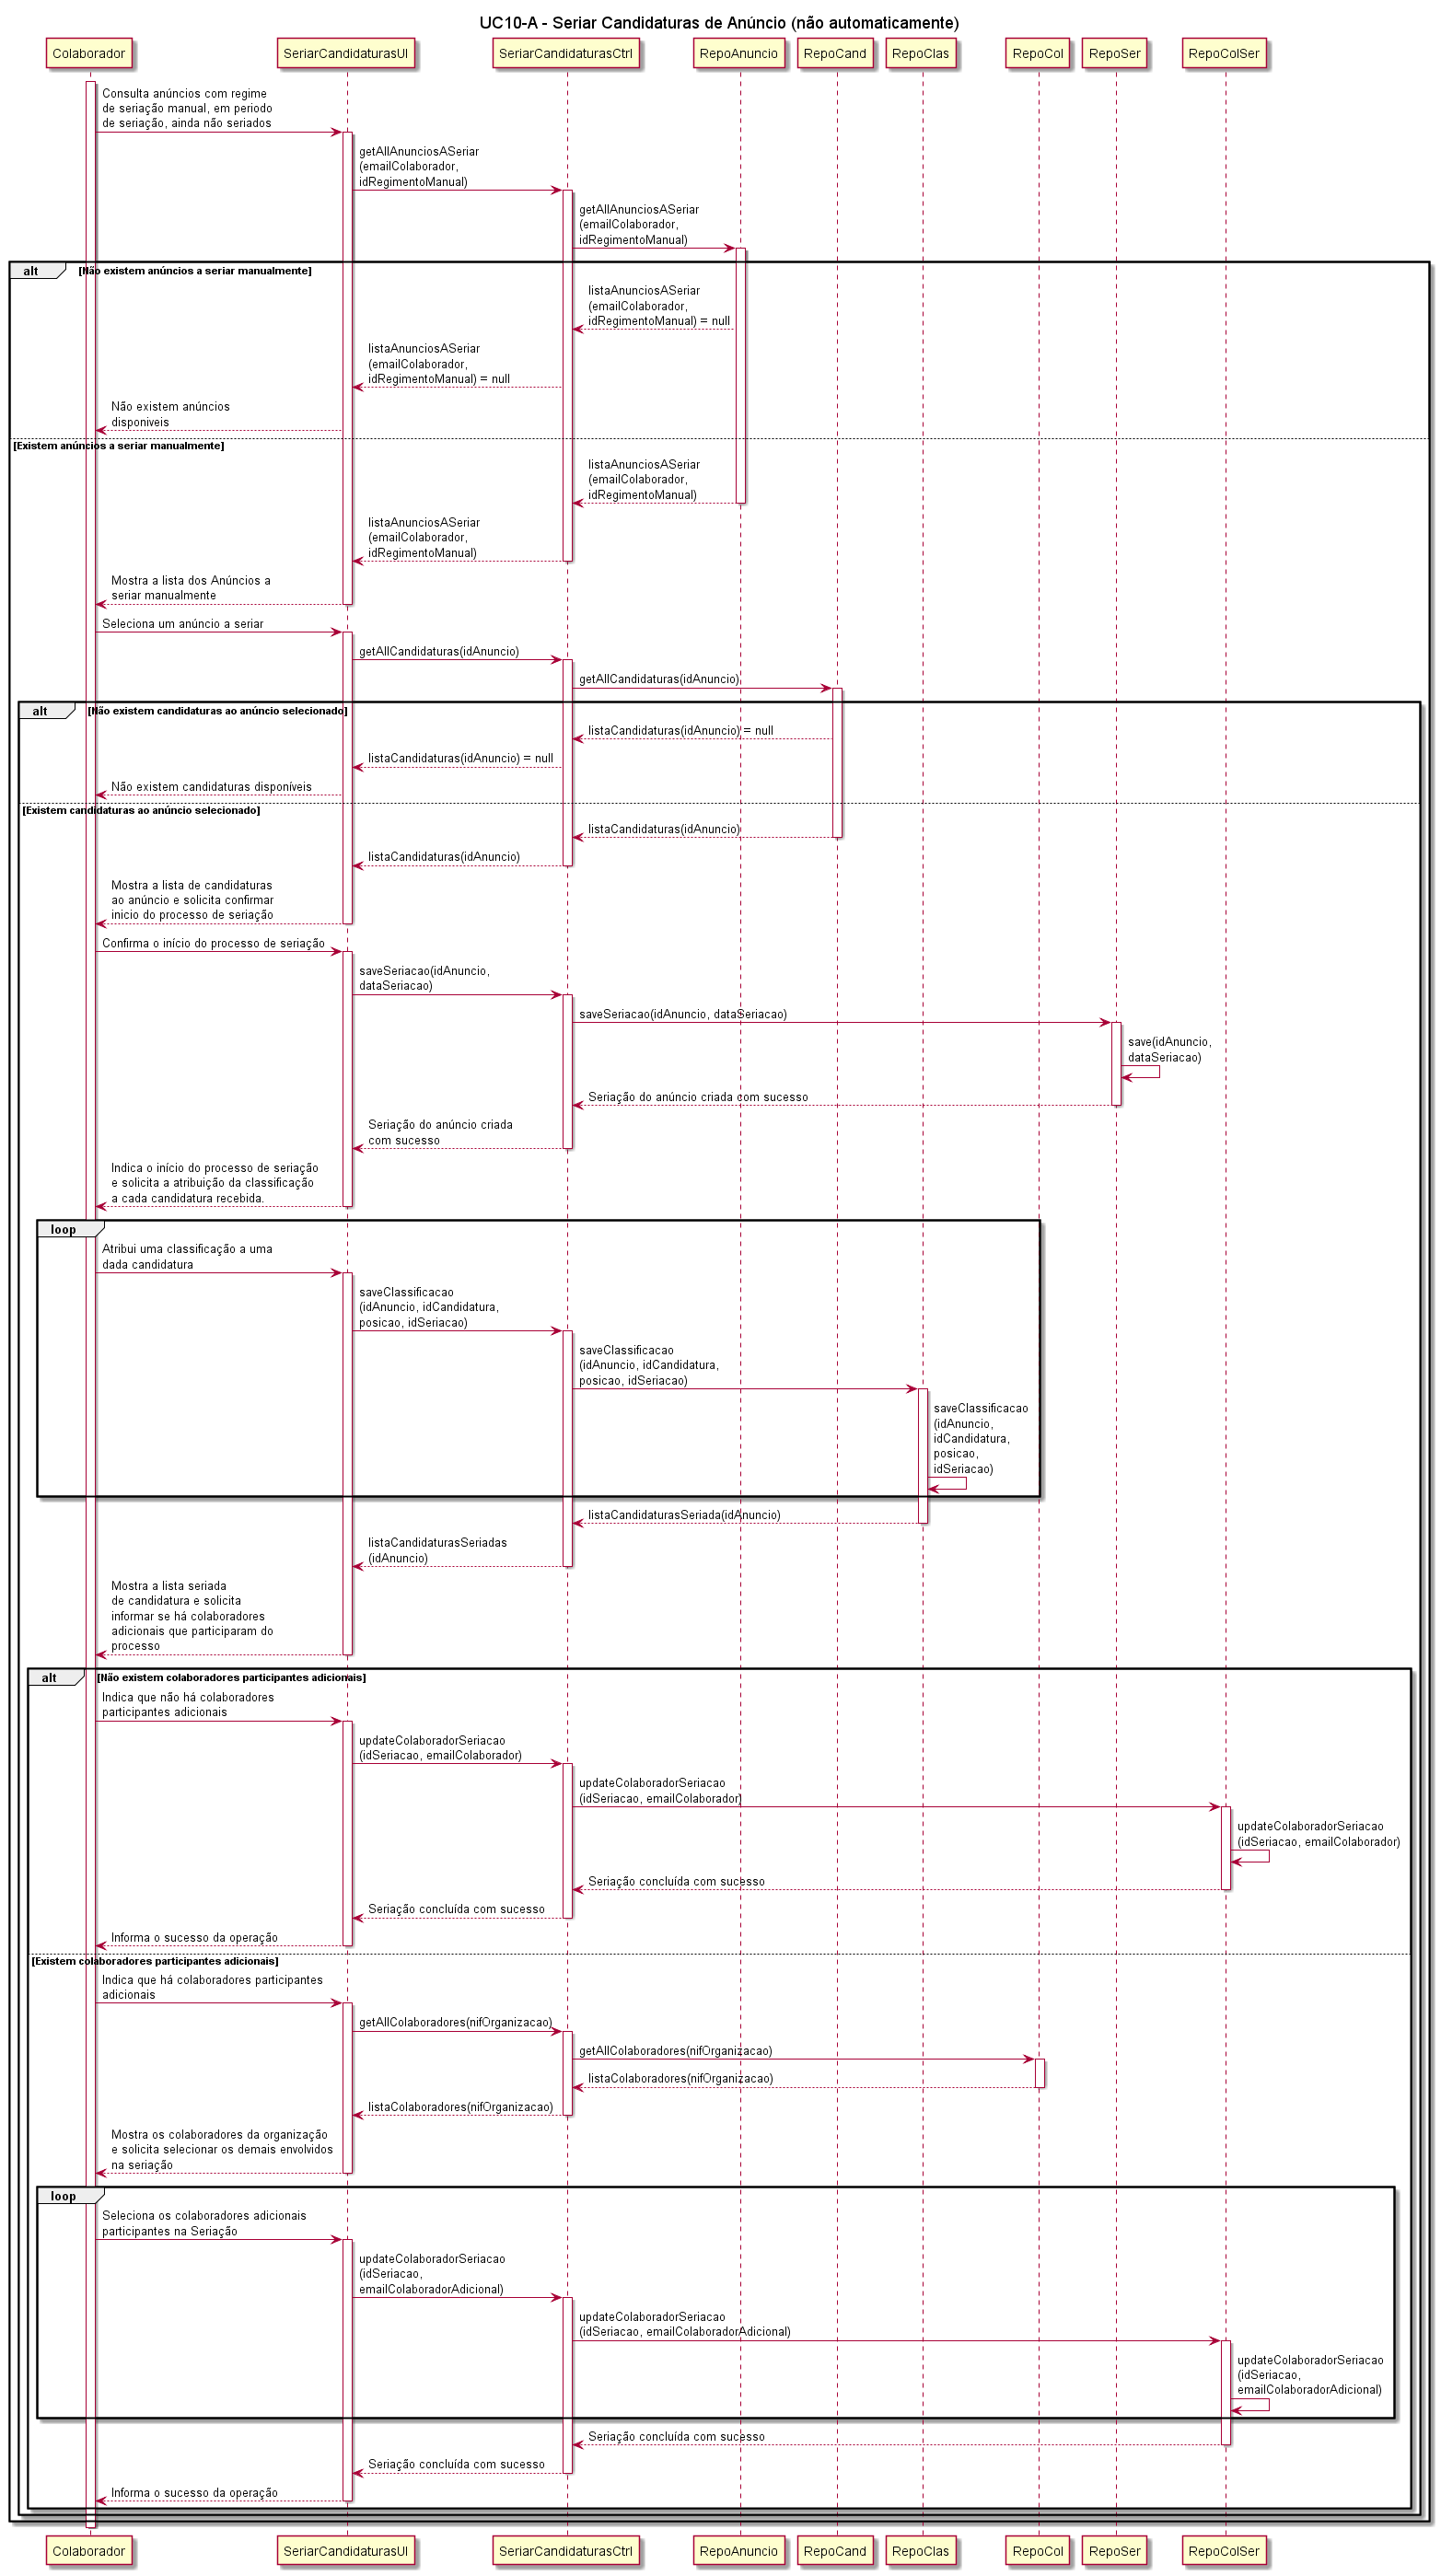 UC10-A - Seriar Candidaturas de Anúncio (não automaticamente)
Colaborador
SeriarCandidaturasUI
SeriarCandidaturasCtrl
RepoAnuncio
RepoCand
RepoClas
RepoCol
RepoSer
RepoColSer
Consulta anúncios com regime
de seriação manual, em periodo
de seriação, ainda não seriados
getAllAnunciosASeriar
(emailColaborador,
idRegimentoManual)
getAllAnunciosASeriar
(emailColaborador,
idRegimentoManual)
alt
[Não existem anúncios a seriar manualmente]
listaAnunciosASeriar
(emailColaborador,
idRegimentoManual) = null
listaAnunciosASeriar
(emailColaborador,
idRegimentoManual) = null
Não existem anúncios
disponiveis
[Existem anúncios a seriar manualmente]
listaAnunciosASeriar
(emailColaborador,
idRegimentoManual)
listaAnunciosASeriar
(emailColaborador,
idRegimentoManual)
Mostra a lista dos Anúncios a
seriar manualmente
Seleciona um anúncio a seriar
getAllCandidaturas(idAnuncio)
getAllCandidaturas(idAnuncio)
alt
[Não existem candidaturas ao anúncio selecionado]
listaCandidaturas(idAnuncio) = null
listaCandidaturas(idAnuncio) = null
Não existem candidaturas disponíveis
[Existem candidaturas ao anúncio selecionado]
listaCandidaturas(idAnuncio)
listaCandidaturas(idAnuncio)
Mostra a lista de candidaturas
ao anúncio e solicita confirmar
inicio do processo de seriação
Confirma o início do processo de seriação
saveSeriacao(idAnuncio,
dataSeriacao)
saveSeriacao(idAnuncio, dataSeriacao)
save(idAnuncio,
dataSeriacao)
Seriação do anúncio criada com sucesso
Seriação do anúncio criada
com sucesso
Indica o início do processo de seriação
e solicita a atribuição da classificação
a cada candidatura recebida.
loop
Atribui uma classificação a uma
dada candidatura
saveClassificacao
(idAnuncio, idCandidatura,
posicao, idSeriacao)
saveClassificacao
(idAnuncio, idCandidatura,
posicao, idSeriacao)
saveClassificacao
(idAnuncio,
idCandidatura,
posicao,
idSeriacao)
listaCandidaturasSeriada(idAnuncio)
listaCandidaturasSeriadas
(idAnuncio)
Mostra a lista seriada
de candidatura e solicita
informar se há colaboradores
adicionais que participaram do
processo
alt
[Não existem colaboradores participantes adicionais]
Indica que não há colaboradores
participantes adicionais
updateColaboradorSeriacao
(idSeriacao, emailColaborador)
updateColaboradorSeriacao
(idSeriacao, emailColaborador)
updateColaboradorSeriacao
(idSeriacao, emailColaborador)
Seriação concluída com sucesso
Seriação concluída com sucesso
Informa o sucesso da operação
[Existem colaboradores participantes adicionais]
Indica que há colaboradores participantes
adicionais
getAllColaboradores(nifOrganizacao)
getAllColaboradores(nifOrganizacao)
listaColaboradores(nifOrganizacao)
listaColaboradores(nifOrganizacao)
Mostra os colaboradores da organização
e solicita selecionar os demais envolvidos
na seriação
loop
Seleciona os colaboradores adicionais
participantes na Seriação
updateColaboradorSeriacao
(idSeriacao,
emailColaboradorAdicional)
updateColaboradorSeriacao
(idSeriacao, emailColaboradorAdicional)
updateColaboradorSeriacao
(idSeriacao,
emailColaboradorAdicional)
Seriação concluída com sucesso
Seriação concluída com sucesso
Informa o sucesso da operação
Colaborador
SeriarCandidaturasUI
SeriarCandidaturasCtrl
RepoAnuncio
RepoCand
RepoClas
RepoCol
RepoSer
RepoColSer